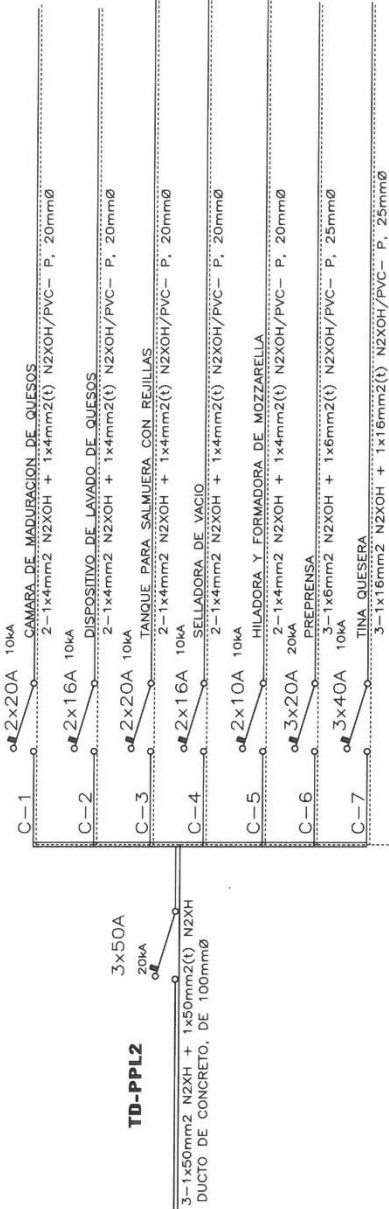 TD-PPL2
3x50A
20kA
3-1x50mm2 N2XH + 1x50mm2(t) N2XH
DUCTO DE CONCRETO, DE 100mmØ
C-1
2x20A 10kA
CAMARA DE MADURACION DE QUESOS
2-1x4mm2 N2XOH + 1x4mm2(t) N2XOH/PVC- P, 20mmØ
C-2
2x16A 10kA
DISPOSITIVO DE LAVADO DE QUESOS
2-1x4mm2 N2XOH + 1x4mm2(t) N2XOH/PVC- P, 20mmØ
C-3
2x20A 10kA
TANQUE PARA SALMUERA CON REJILLAS
2-1x4mm2 N2XOH + 1x4mm2(t) N2XOH/PVC- P, 20mmØ
C-4
2x16A 10kA
SELLADORA DE VACIO
2-1x4mm2 N2XOH + 1x4mm2(t) N2XOH/PVC- P, 20mmØ
C-5
2x10A 10kA
HILADORA Y FORMADORA DE MOZZARELLA
2-1x4mm2 N2XOH + 1x4mm2(t) N2XOH/PVC- P, 20mmØ
C-6
3x20A 20kA
PREPRENSA
3-1x6mm2 N2XOH + 1x6mm2(t) N2XOH/PVC- P, 25mmØ
C-7
3x40A 10kA
TINA QUESERA
3-1x16mm2 N2XOH + 1x16mm2(t) N2XOH/PVC- P, 25mmØ